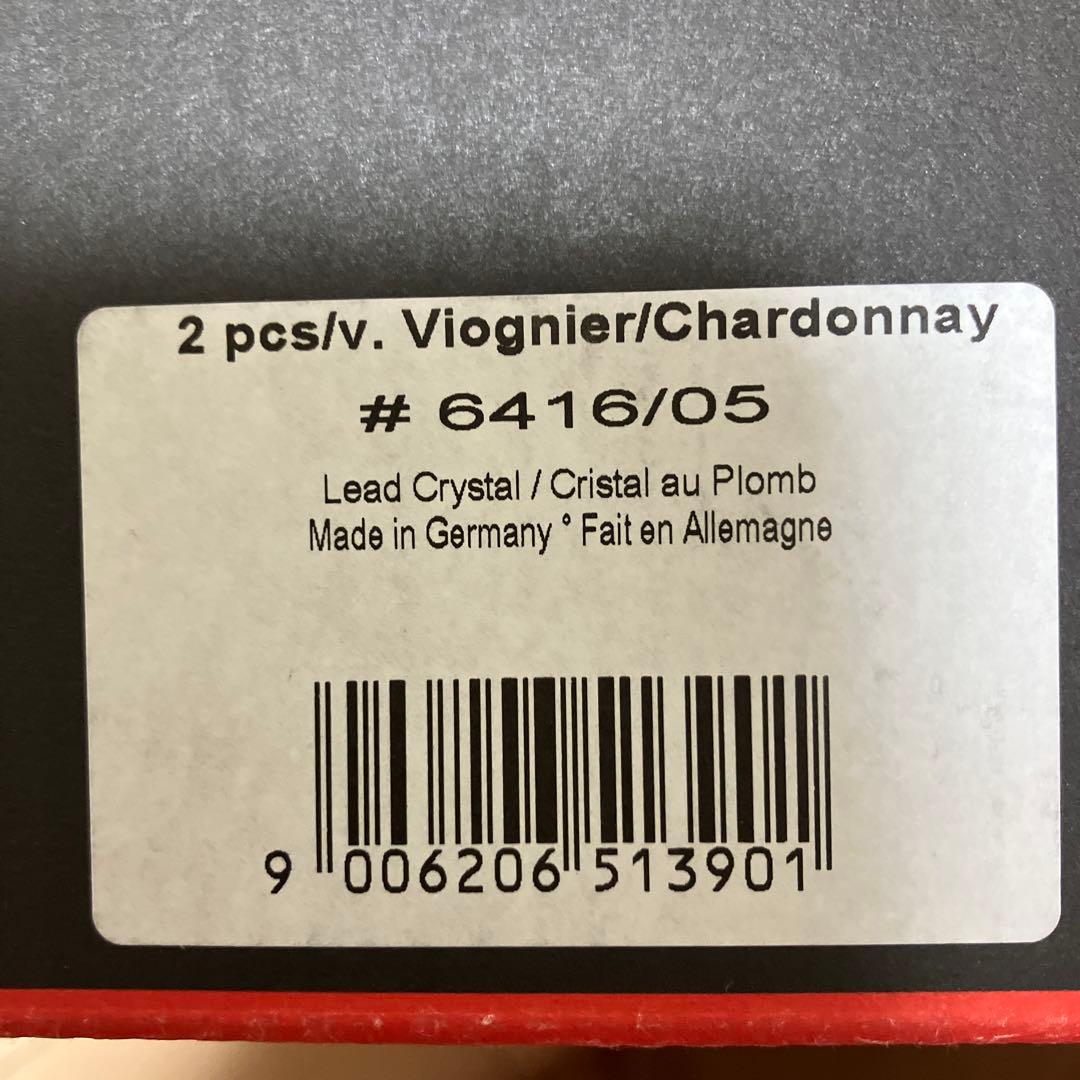 2 pcs/v. Viognier/Chardonnay
# 6416/05
Lead Crystal / Cristal au Plomb
Made in Germany ° Fait en Allemagne
9 006206 513901